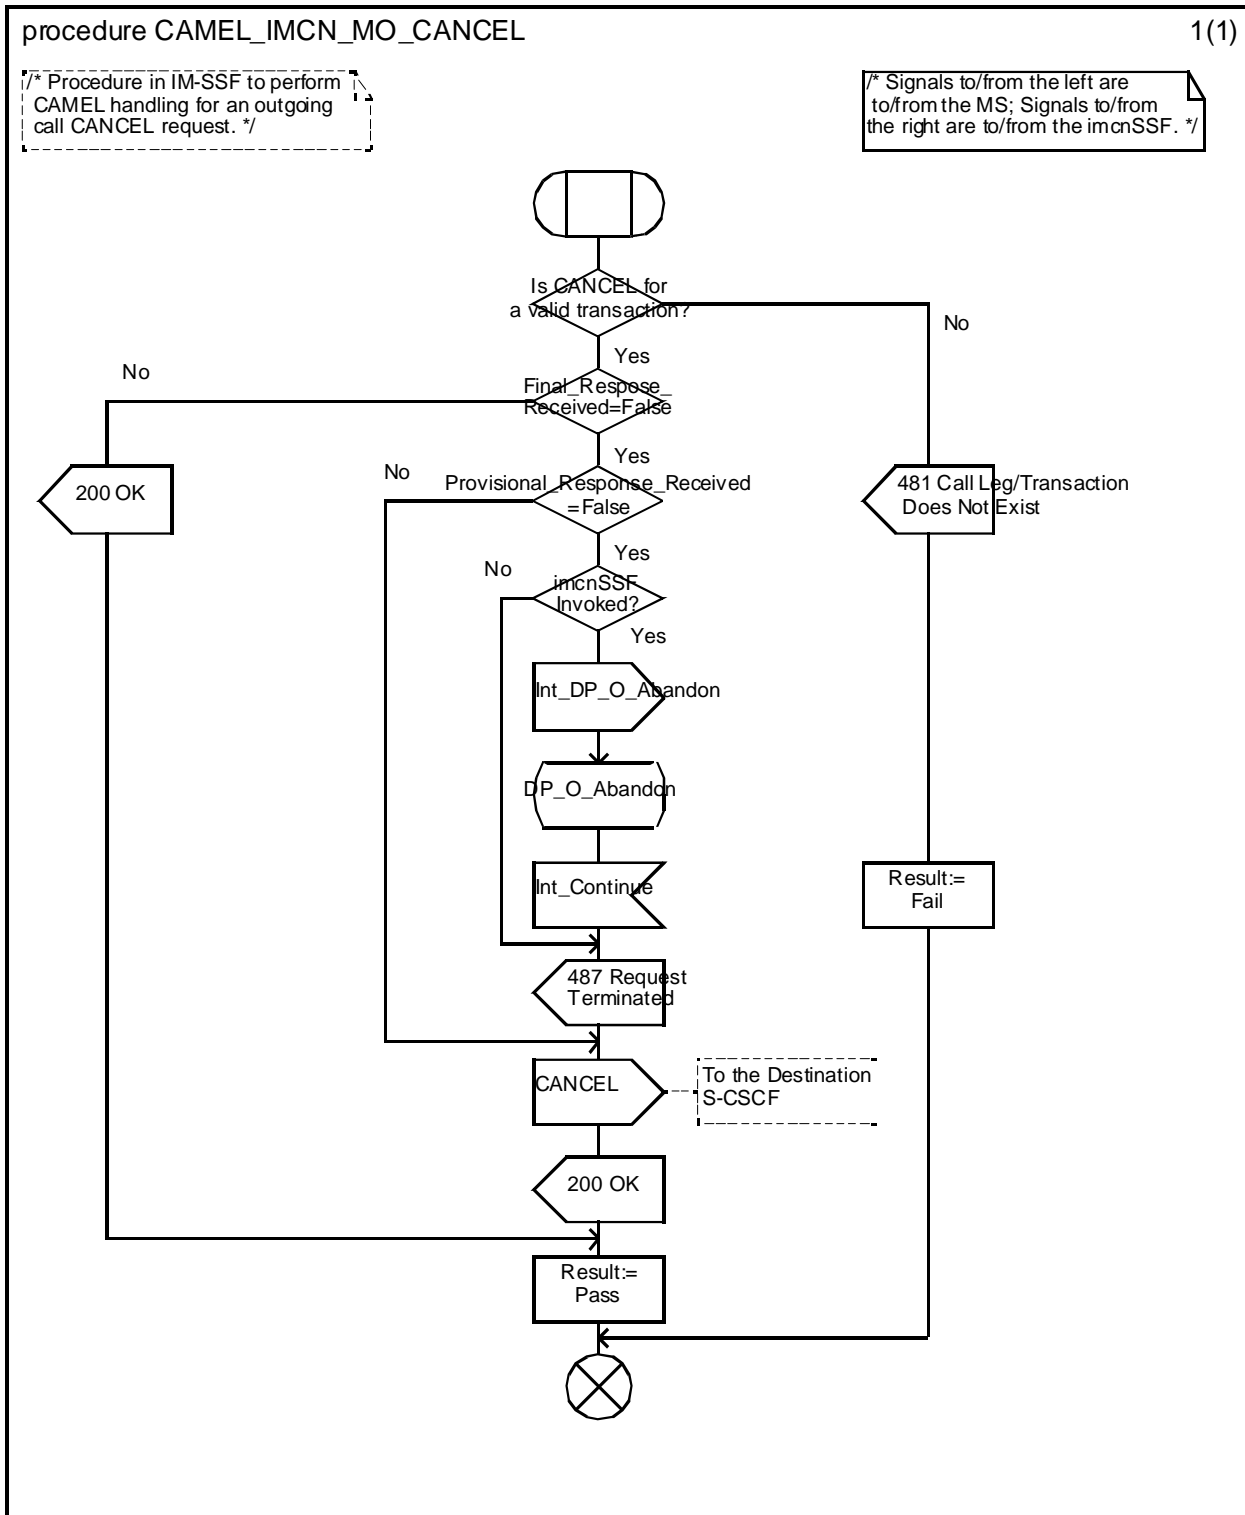 procedure CAMEL_IMCN_MO_CANCEL
1(1)
/* Procedure in IM-SSF to perform
CAMEL handling for an outgoing
call CANCEL request. */
/* Signals to/from the left are
to/from the MS; Signals to/from
the right are to/from the imcnSSF. */
Is CANCEL for
a valid transaction?
No
Yes
No
Final_Respose_
Received=False
Yes
No
200 OK
Provisional_Response_Received
=False
481 Call Leg/Transaction
Does Not Exist
Yes
No
imcnSSF
Invoked?
Yes
Int_DP_O_Abandon
DP_O_Abandon
Int_Continue
Result:=
Fail
487 Request
Terminated
CANCEL
To the Destination
S-CSCF
200 OK
Result:=
Pass